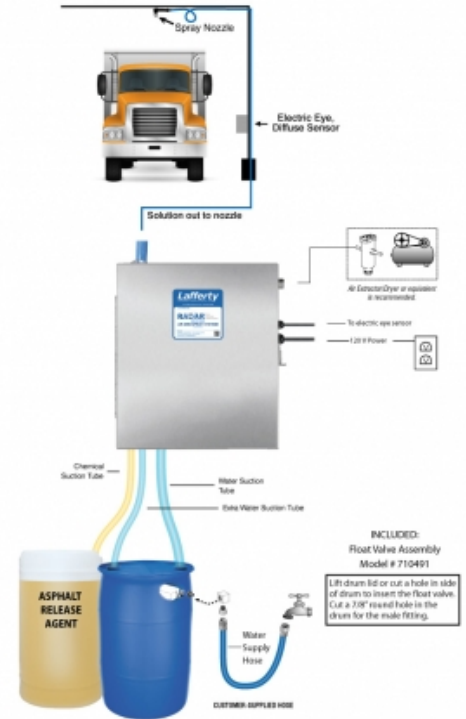 Spray Nozzle
Electric Eye,
Diffuse Sensor
Solution out to nozzle
Lafferty
RADAR
Air Extractor/Dryer or equivalent
is recommended.
To electric eye sensor
120 V Power
Chemical
Suction Tube
Water Suction
Tube
Extra Water Suction Tube
INCLUDED:
Float Valve Assembly
Model # 710491
Lift drum lid or cut a hole in side
of drum to insert the float valve.
Cut a 7/8" round hole in the
drum for the male fitting.
ASPHALT
RELEASE
AGENT
Water
Supply
Hose
CUSTOMER-SUPPLIED HOSE